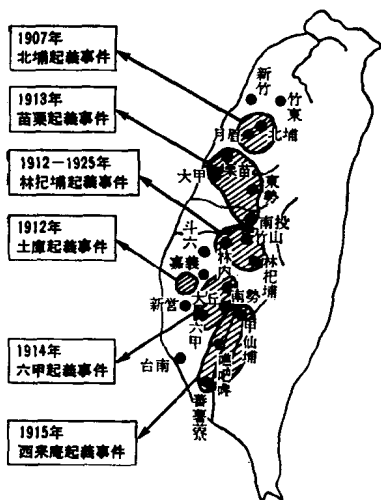 1907年
北埔起義事件
1913年
苗栗起義事件
1912－1925年
林圯埔起義事件
1912年
土庫起義事件
1914年
六甲起義事件
1915年
西来庵起義事件
新竹
竹東
月眉
北埔
大甲
苗栗
東勢
南投
竹山
斗六
林内
林圯埔
嘉義
新営
大丘
南勢
六甲
甲仙埔
台南
噍吧哖
蕃薯寮